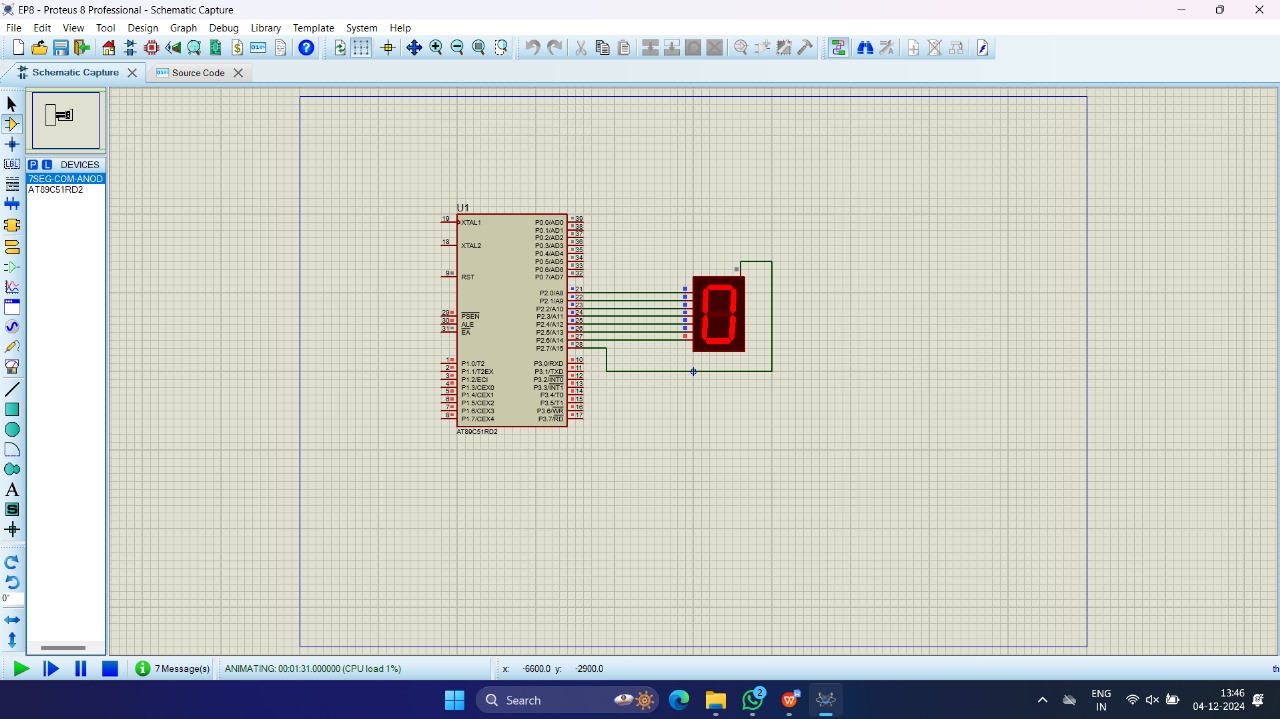 EP8 - Proteus 8 Professional - Schematic Capture
File Edit View Tool Design Graph Debug Library Template System Help
Schematic Capture Source Code
P L DEVICES
7SEG-COM-ANOD
AT89C51RD2
U1
19 XTAL1
18 XTAL2
9 RST
29 PSEN
30 ALE
31 EA
1 P1.0/T2
2 P1.1/T2EX
3 P1.2/ECI
4 P1.3/CEX0
5 P1.4/CEX1
6 P1.5/CEX2
7 P1.6/CEX3
8 P1.7/CEX4
P0.0/AD0 39
P0.1/AD1 38
P0.2/AD2 37
P0.3/AD3 36
P0.4/AD4 35
P0.5/AD5 34
P0.6/AD6 33
P0.7/AD7 32
P2.0/A8 21
P2.1/A9 22
P2.2/A10 23
P2.3/A11 24
P2.4/A12 25
P2.5/A13 26
P2.6/A14 27
P2.7/A15 28
P3.0/RXD 10
P3.1/TXD 11
P3.2/INT0 12
P3.3/INT1 13
P3.4/T0 14
P3.5/T1 15
P3.6/WR 16
P3.7/RD 17
AT89C51RD2
0
LBL
A
S
0°
7 Message(s) ANIMATING: 00:01:31.000000 (CPU load 1%) x: -6600.0 y: -2900.0 th
Search
2
ENG
IN
13:46
04-12-2024